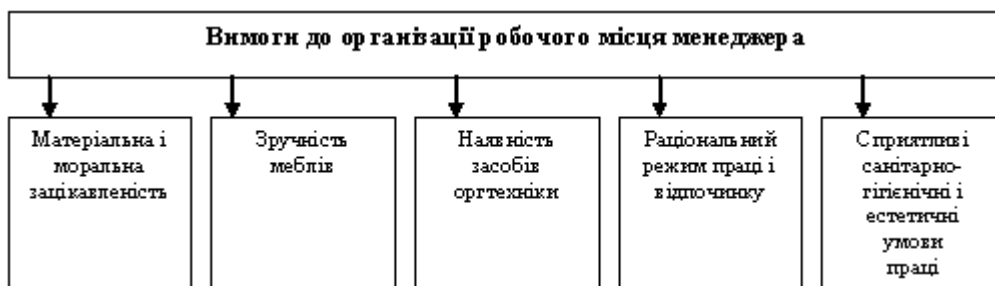 Вимоги до організації робочого місця менеджера
Матеріальна і
моральна
зацікавленість
Зручність
меблів
Наявність
засобів
оргтехніки
Раціональний
режим праці і
відпочинку
Сприятливі
санітарно-
гігієнічні і
естетичні
умови
праці